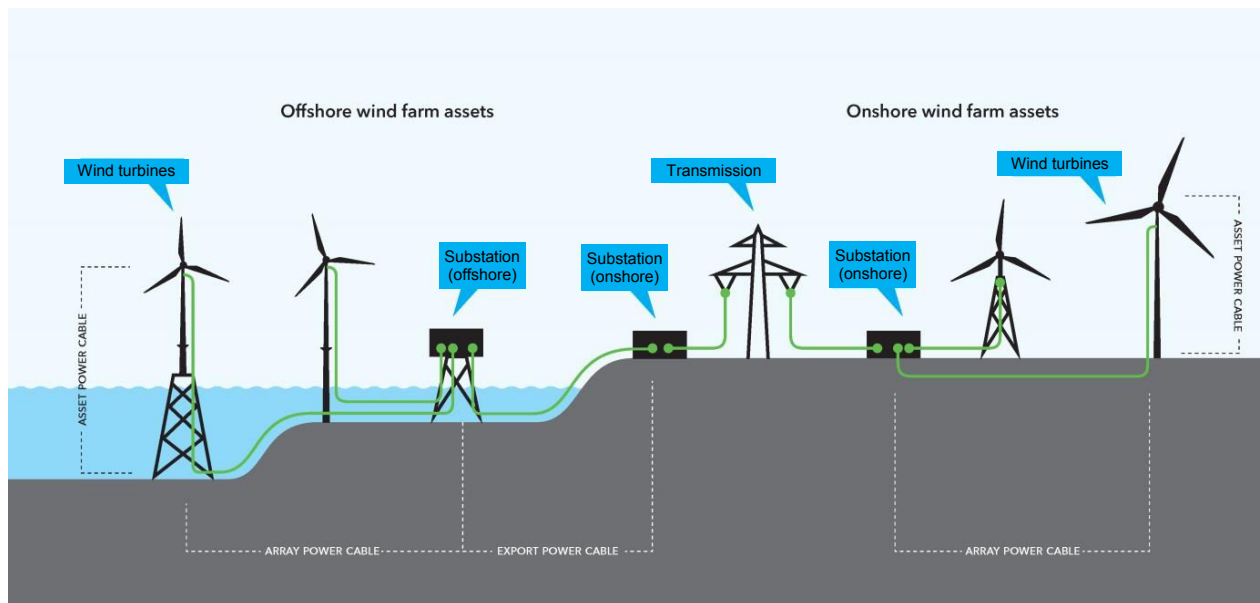 Offshore wind farm assets
Onshore wind farm assets
Wind turbines
Transmission
Wind turbines
Substation
(offshore)
Substation
(onshore)
Substation
(onshore)
ASSET POWER CABLE
ASSET POWER CABLE
ARRAY POWER CABLE
EXPORT POWER CABLE
ARRAY POWER CABLE